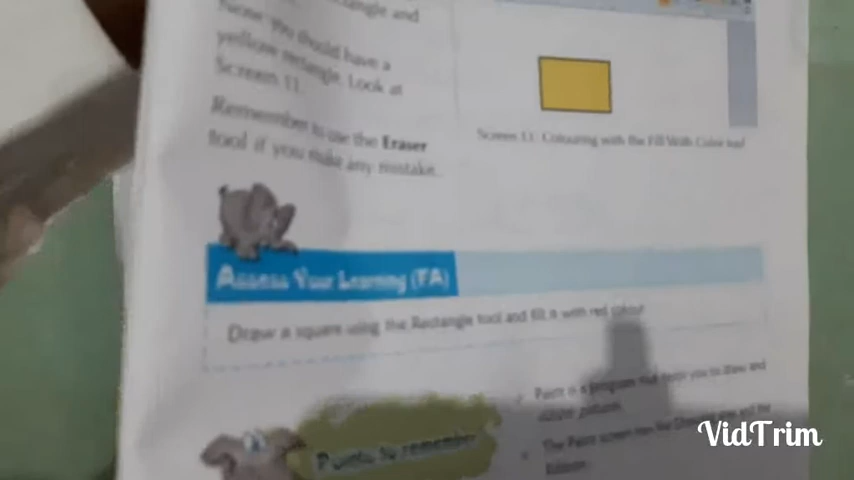 Rectangle and
Now you should have a
yellow rectangle. Look at
Screen 11.
Remember to use the Eraser
tool if you make any mistake.
Screen 11: Colouring with the Fill With Color tool
Assess Your Learning (FA)
Draw a square using the Rectangle tool and fill it with red colour.
Points to remember
Paint is a program that helps you to draw and
colour pictures.
The Paint screen has the Drawing area and the
Ribbon.
VidTrim